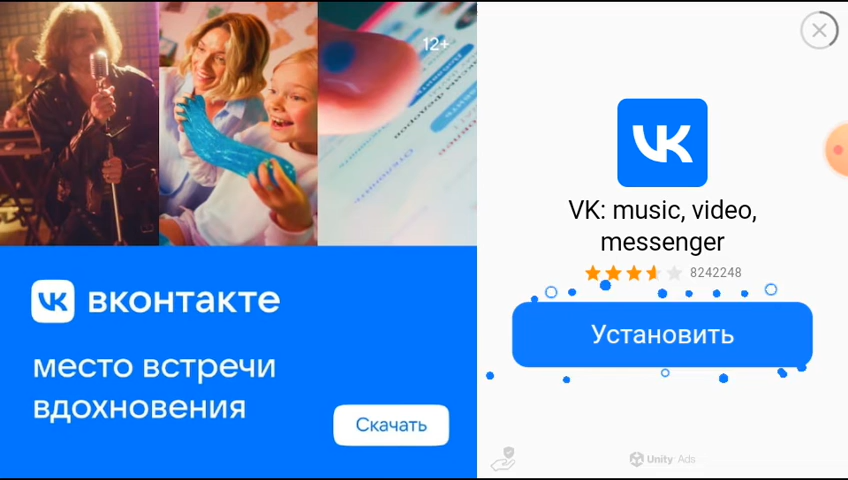 12+
вконтакте
место встречи
вдохновения
Скачать
VK: music, video,
messenger
8242248
Установить
Unity Ads